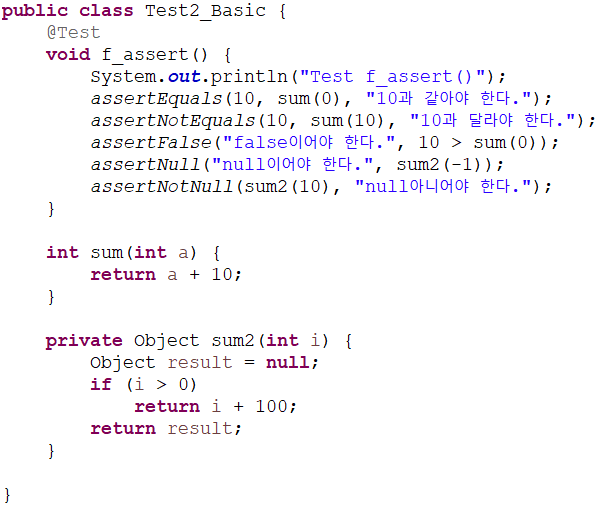 public class Test2_Basic {
    @Test
    void f_assert() {
        System.out.println("Test f_assert()");
        assertEquals(10, sum(0), "10과 같아야 한다.");
        assertNotEquals(10, sum(10), "10과 달라야 한다.");
        assertFalse("false이어야 한다.", 10 > sum(0));
        assertNull("null이어야 한다.", sum2(-1));
        assertNotNull(sum2(10), "null아니어야 한다.");
    }

    int sum(int a) {
        return a + 10;
    }

    private Object sum2(int i) {
        Object result = null;
        if (i > 0)
            return i + 100;
        return result;
    }

}